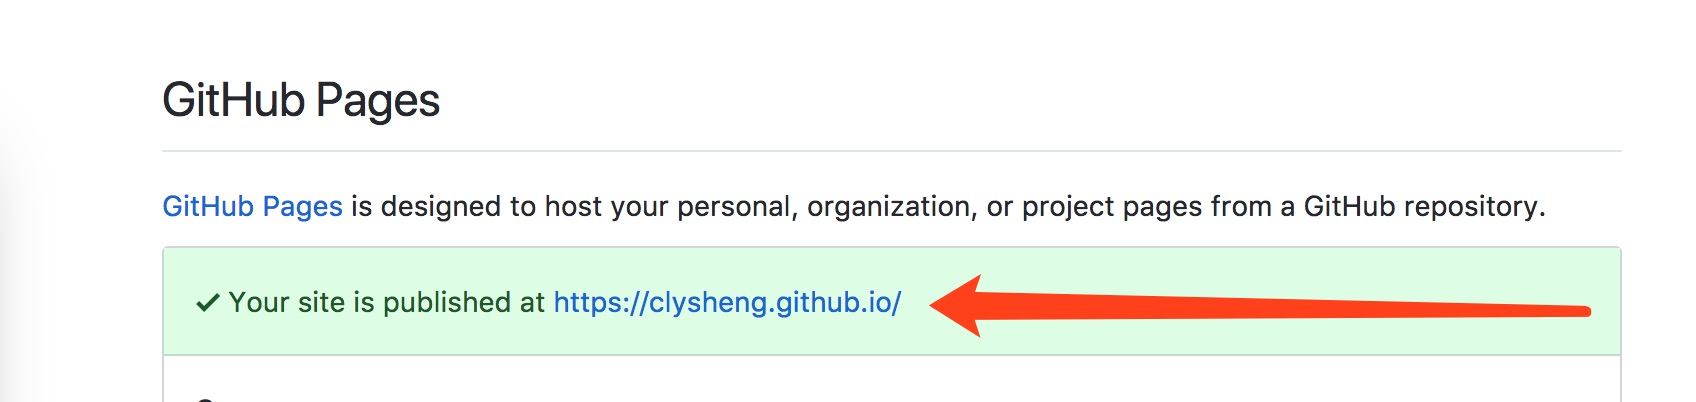 GitHub Pages
GitHub Pages is designed to host your personal, organization, or project pages from a GitHub repository.
✓ Your site is published at https://clysheng.github.io/